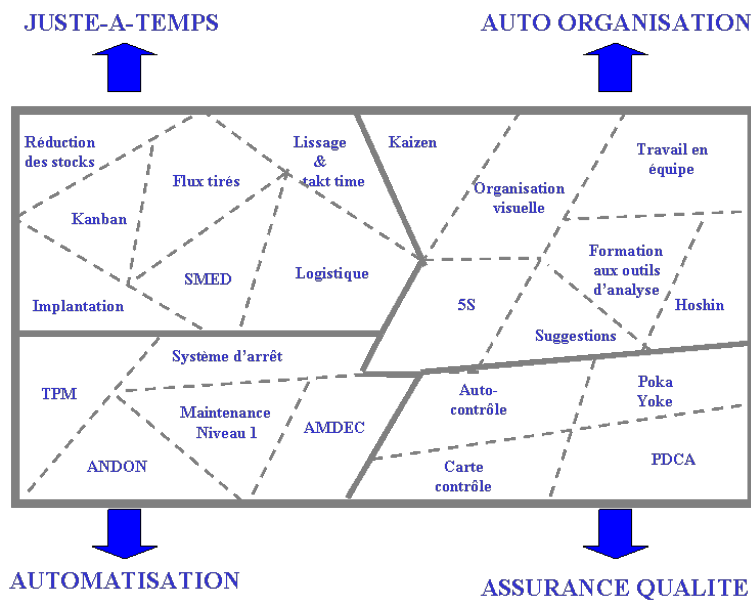 JUSTE-A-TEMPS
AUTO ORGANISATION
Réduction
des stocks
Kanban
Flux tirés
Lissage
&
takt time
Implantation
SMED
Logistique
Kaizen
Organisation
visuelle
Travail en
équipe
5S
Formation
aux outils
d'analyse
Suggestions
Hoshin
Système d'arrêt
TPM
Maintenance
Niveau 1
AMDEC
ANDON
Auto-
contrôle
Poka
Yoke
Carte
contrôle
PDCA
AUTOMATISATION
ASSURANCE QUALITE